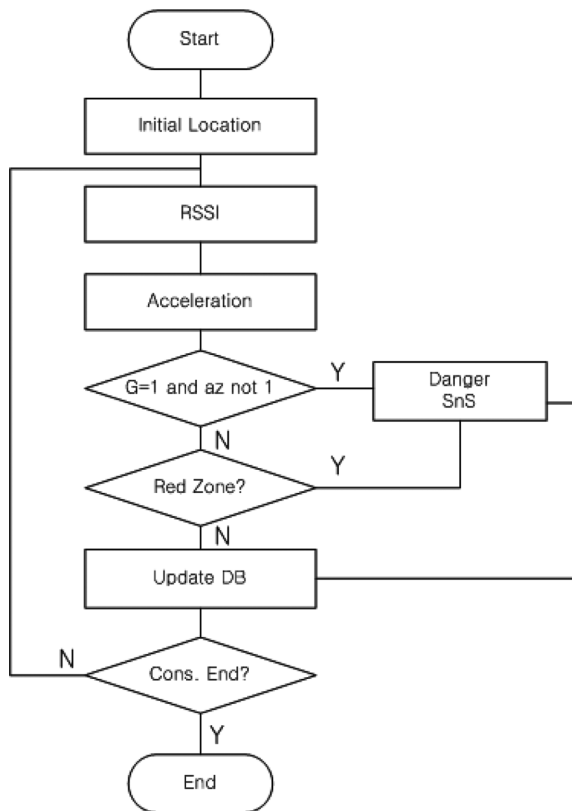 Start
Initial Location
RSSI
Acceleration
G=1 and az not 1
Y
Danger
SnS
N
Red Zone?
Y
N
Update DB
N
Cons. End?
Y
End